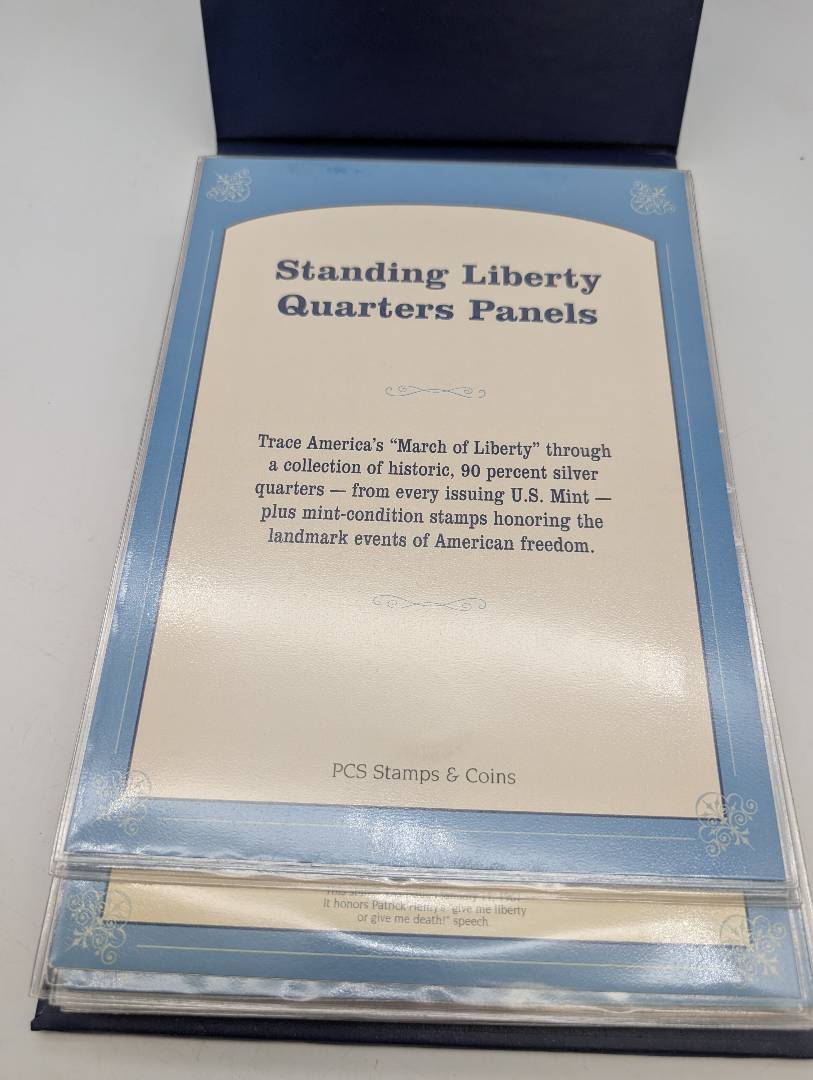 Standing Liberty
Quarters Panels
Trace America's “March of Liberty” through
a collection of historic, 90 percent silver
quarters — from every issuing U.S. Mint —
plus mint-condition stamps honoring the
landmark events of American freedom.
PCS Stamps & Coins
It honors Patrick Henry's "give me liberty
or give me death!" speech.